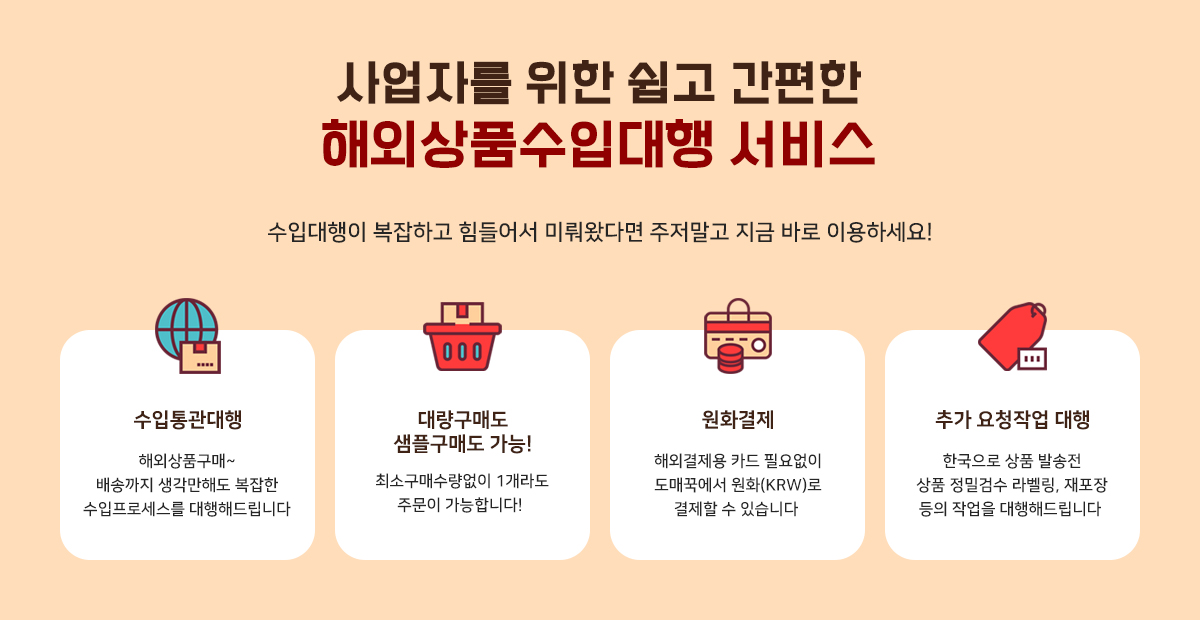 사업자를 위한 쉽고 간편한
해외상품수입대행 서비스
수입대행이 복잡하고 힘들어서 미뤄왔다면 주저말고 지금 바로 이용하세요!
수입통관대행
해외상품구매~
배송까지 생각만해도 복잡한
수입프로세스를 대행해드립니다
대량구매도
샘플구매도 가능!
최소구매수량없이 1개라도
주문이 가능합니다!
원화결제
해외결제용 카드 필요없이
도매꾹에서 원화(KRW)로
결제할 수 있습니다
추가 요청작업 대행
한국으로 상품 발송전
상품 정밀검수 라벨링, 재포장
등의 작업을 대행해드립니다